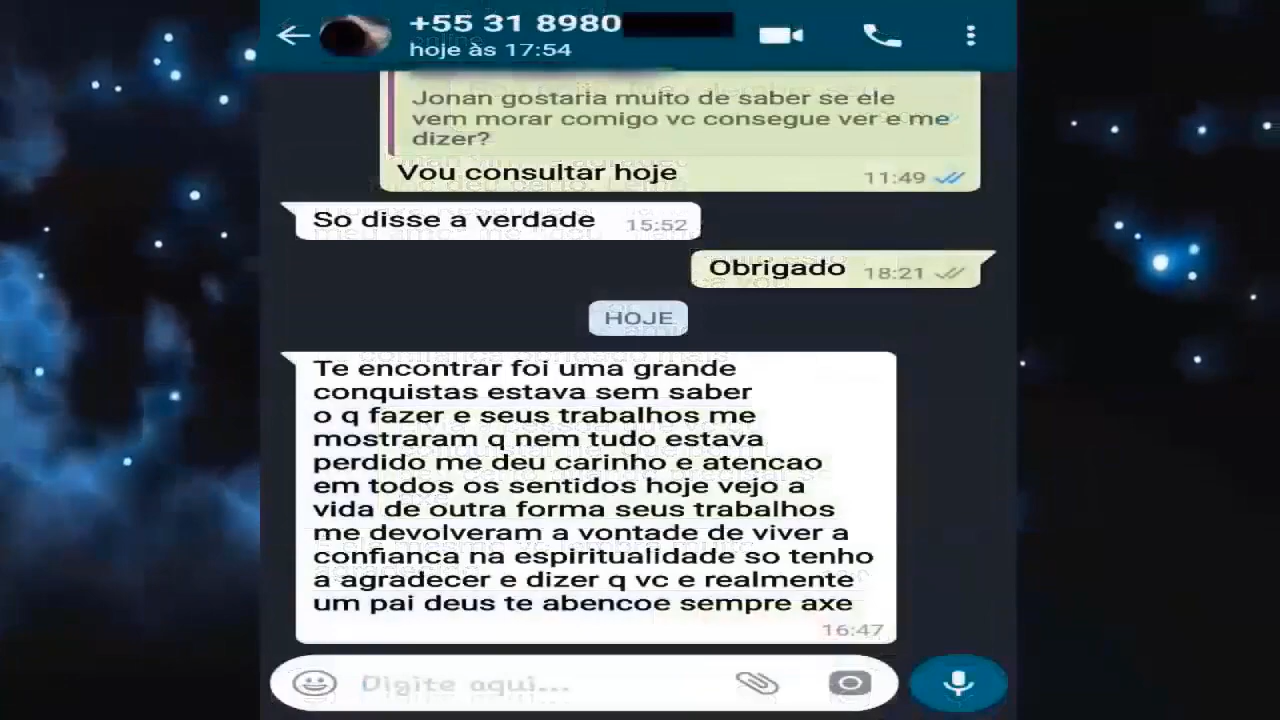 +55 31 8980
hoje às 17:54
Jonan gostaria muito de saber se ele
vem morar comigo vc consegue ver e me
dizer?
Vou consultar hoje
11:49
So disse a verdade
15:52
Obrigado
18:21
HOJE
Te encontrar foi uma grande
conquistas estava sem saber
o q fazer e seus trabalhos me
mostraram q nem tudo estava
perdido me deu carinho e atencao
em todos os sentidos hoje vejo a
vida de outra forma seus trabalhos
me devolveram a vontade de viver a
confianca na espiritualidade so tenho
a agradecer e dizer q vc e realmente
um pai deus te abencoe sempre axe
16:47
Digite aqui...